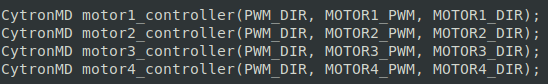 CytronMD motor1_controller(PWM_DIR, MOTOR1_PWM, MOTOR1_DIR);
CytronMD motor2_controller(PWM_DIR, MOTOR2_PWM, MOTOR2_DIR);
CytronMD motor3_controller(PWM_DIR, MOTOR3_PWM, MOTOR3_DIR);
CytronMD motor4_controller(PWM_DIR, MOTOR4_PWM, MOTOR4_DIR);